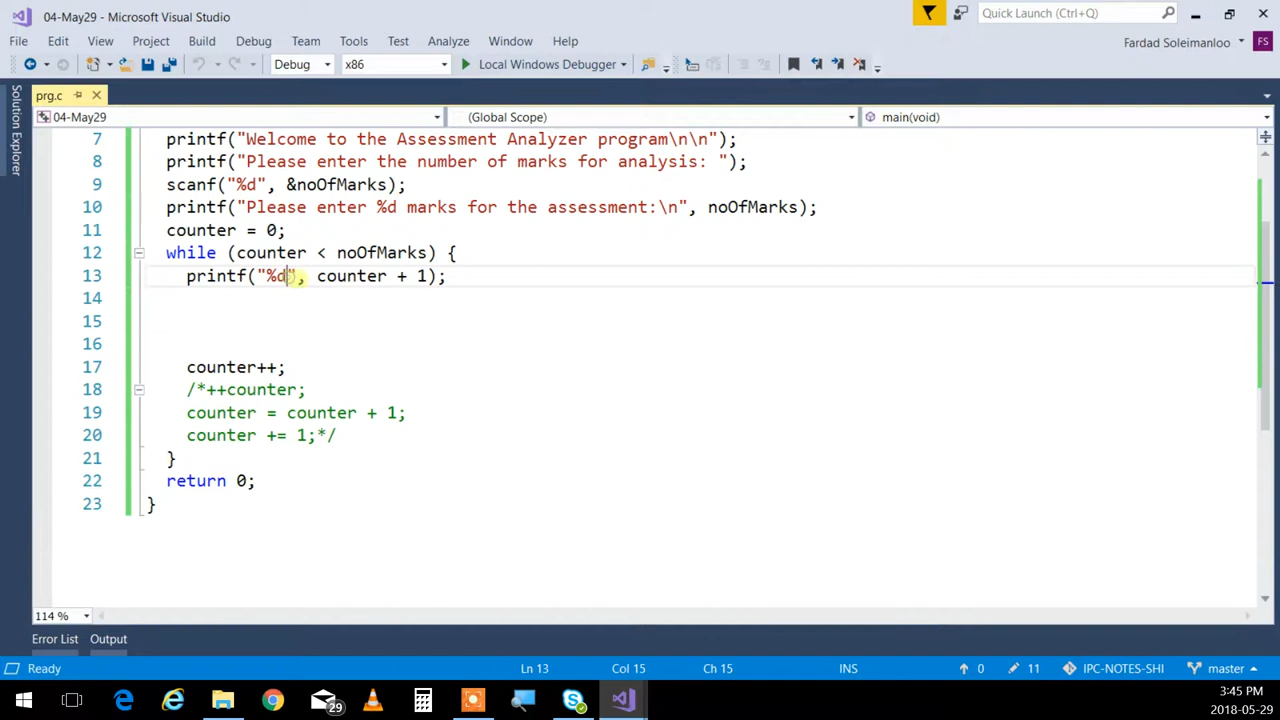 04-May29 - Microsoft Visual Studio
Quick Launch (Ctrl+Q)
File Edit View Project Build Debug Team Tools Test Analyze Window Help
Fardad Soleimanloo FS
Debug x86 Local Windows Debugger
Solution Explorer
prg.c
04-May29 (Global Scope) main(void)
7 printf("Welcome to the Assessment Analyzer program\n\n");
8 printf("Please enter the number of marks for analysis: ");
9 scanf("%d", &noOfMarks);
10 printf("Please enter %d marks for the assessment:\n", noOfMarks);
11 counter = 0;
12 while (counter < noOfMarks) {
13 printf("%d", counter + 1);
14
15
16
17 counter++;
18 /*++counter;
19 counter = counter + 1;
20 counter += 1;*/
21 }
22 return 0;
23 }
114 %
Error List Output
Ready Ln 13 Col 15 Ch 15 INS 0 11 IPC-NOTES-SHI master
29
3:45 PM
2018-05-29